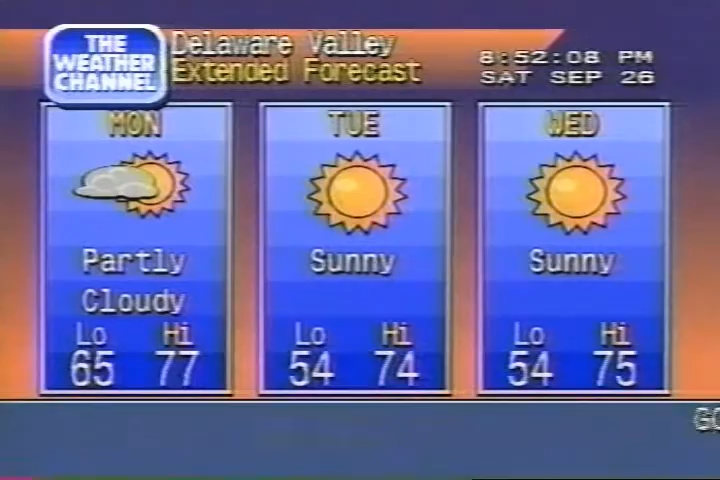 THE
WEATHER
CHANNEL
Delaware Valley
Extended Forecast
8:52:08 PM
SAT SEP 26
MON
Partly
Cloudy
Lo Hi
65 77
TUE
Sunny
Lo Hi
54 74
WED
Sunny
Lo Hi
54 75